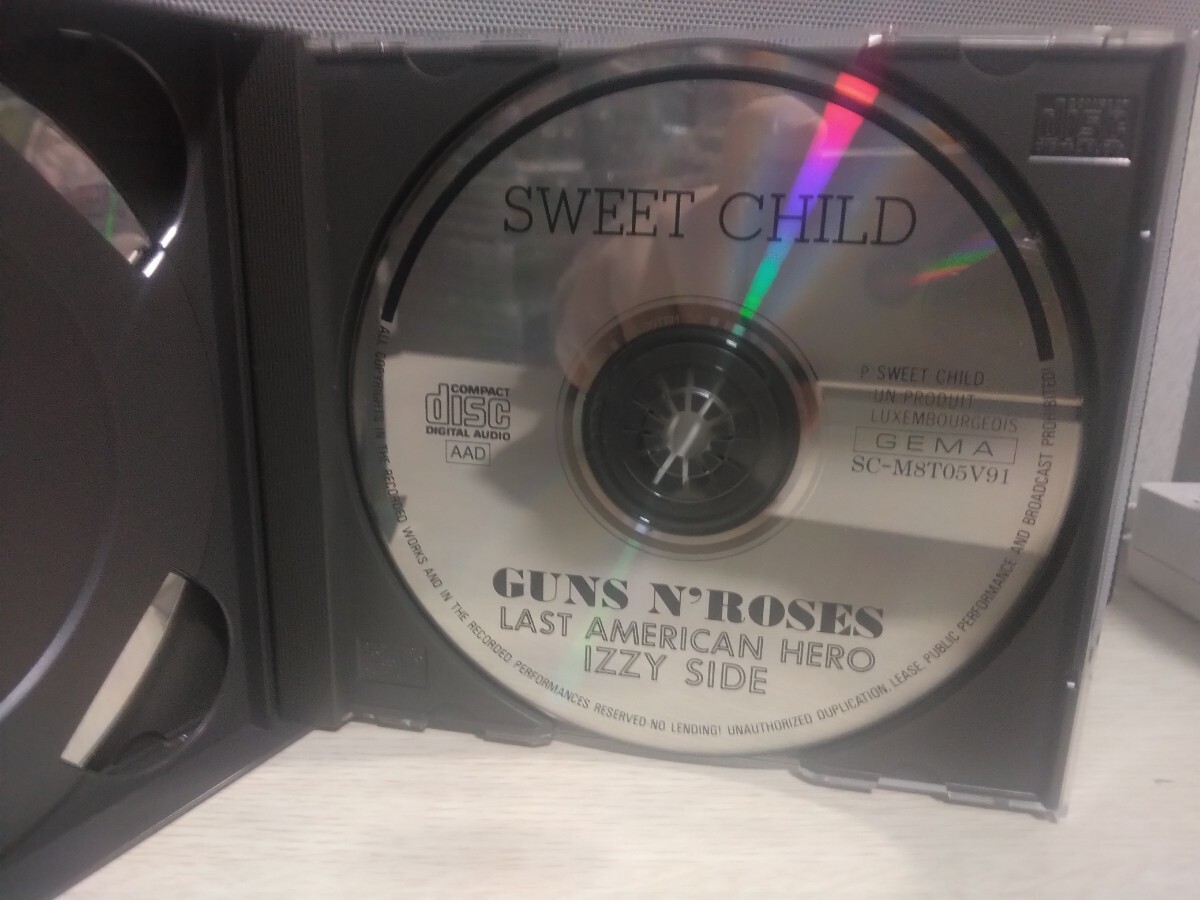 SWEET CHILD
COMPACT
disc
DIGITAL AUDIO
AAD
P SWEET CHILD
UN PRODUIT
LUXEMBOURGEOIS
GEMA
SC-M8T05V91
GUNS N'ROSES
LAST AMERICAN HERO
IZZY SIDE
ALL COPYRIGHTS IN THE RECORDED WORKS AND IN THE RECORDED PERFORMANCES RESERVED·NO LENDING! UNAUTHORIZED DUPLICATION, LEASE, PUBLIC PERFORMANCE AND BROADCAST PROHIBITED!